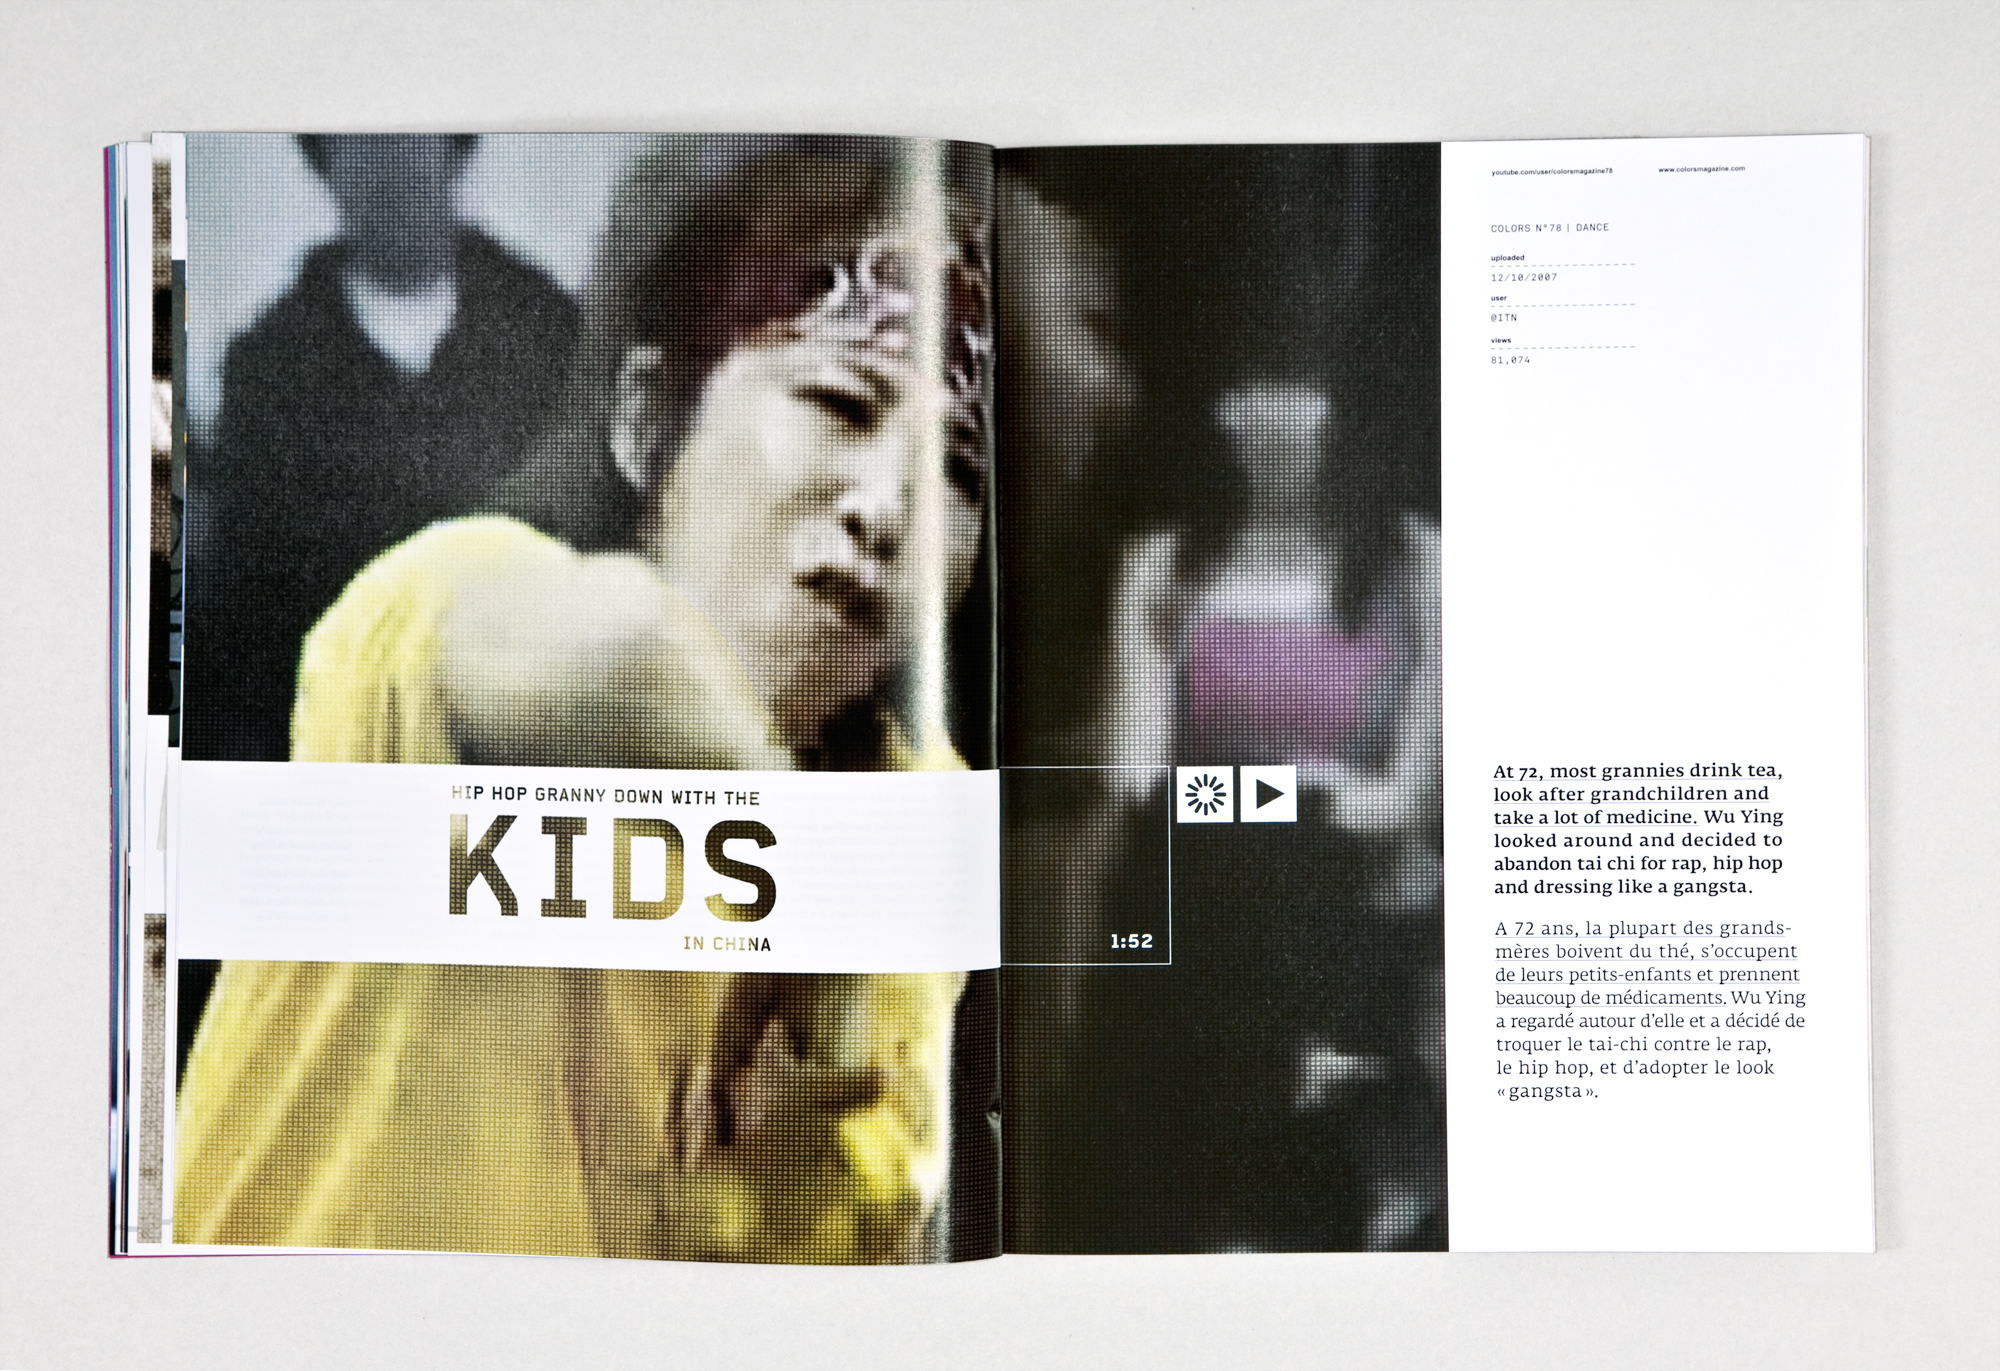 HIP HOP GRANNY DOWN WITH THE
KIDS
IN CHINA
1:52
youtube.com/user/colorsmagazine78
www.colorsmagazine.com
COLORS N°78 | DANCE
uploaded
12/10/2007
user
@ITN
views
81,074
At 72, most grannies drink tea,
look after grandchildren and
take a lot of medicine. Wu Ying
looked around and decided to
abandon tai chi for rap, hip hop
and dressing like a gangsta.
A 72 ans, la plupart des grands-
mères boivent du thé, s'occupent
de leurs petits-enfants et prennent
beaucoup de médicaments. Wu Ying
a regardé autour d'elle et a décidé de
troquer le tai-chi contre le rap,
le hip hop, et d'adopter le look
« gangsta ».